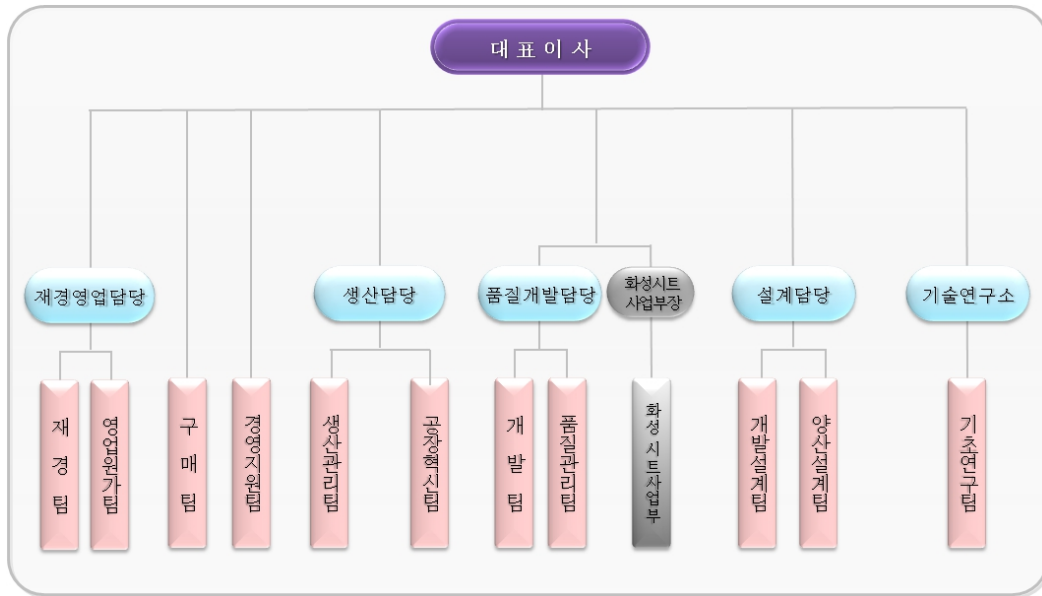 대표이사
재경영업담당
생산담당
품질개발담당
화성시트
사업부장
설계담당
기술연구소
재경팀
영업원가팀
구매팀
경영지원팀
생산관리팀
공장혁신팀
개발팀
품질관리팀
화성 시트사업부
개발설계팀
양산설계팀
기초연구팀